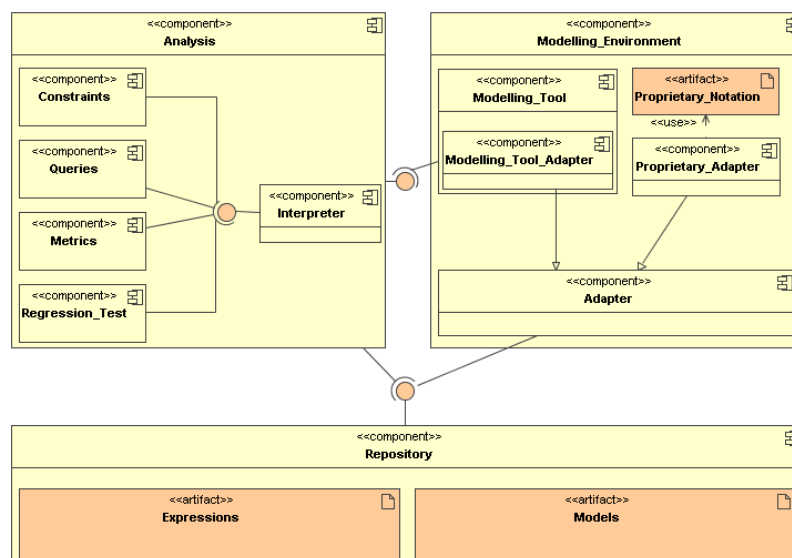 <<component>>
Analysis
<<component>>
Constraints
<<component>>
Queries
<<component>>
Metrics
<<component>>
Regression_Test
<<component>>
Interpreter
<<component>>
Modelling_Environment
<<component>>
Modelling_Tool
<<component>>
Modelling_Tool_Adapter
<<artifact>>
Proprietary_Notation
<<use>>
<<component>>
Proprietary_Adapter
<<component>>
Adapter
<<component>>
Repository
<<artifact>>
Expressions
<<artifact>>
Models